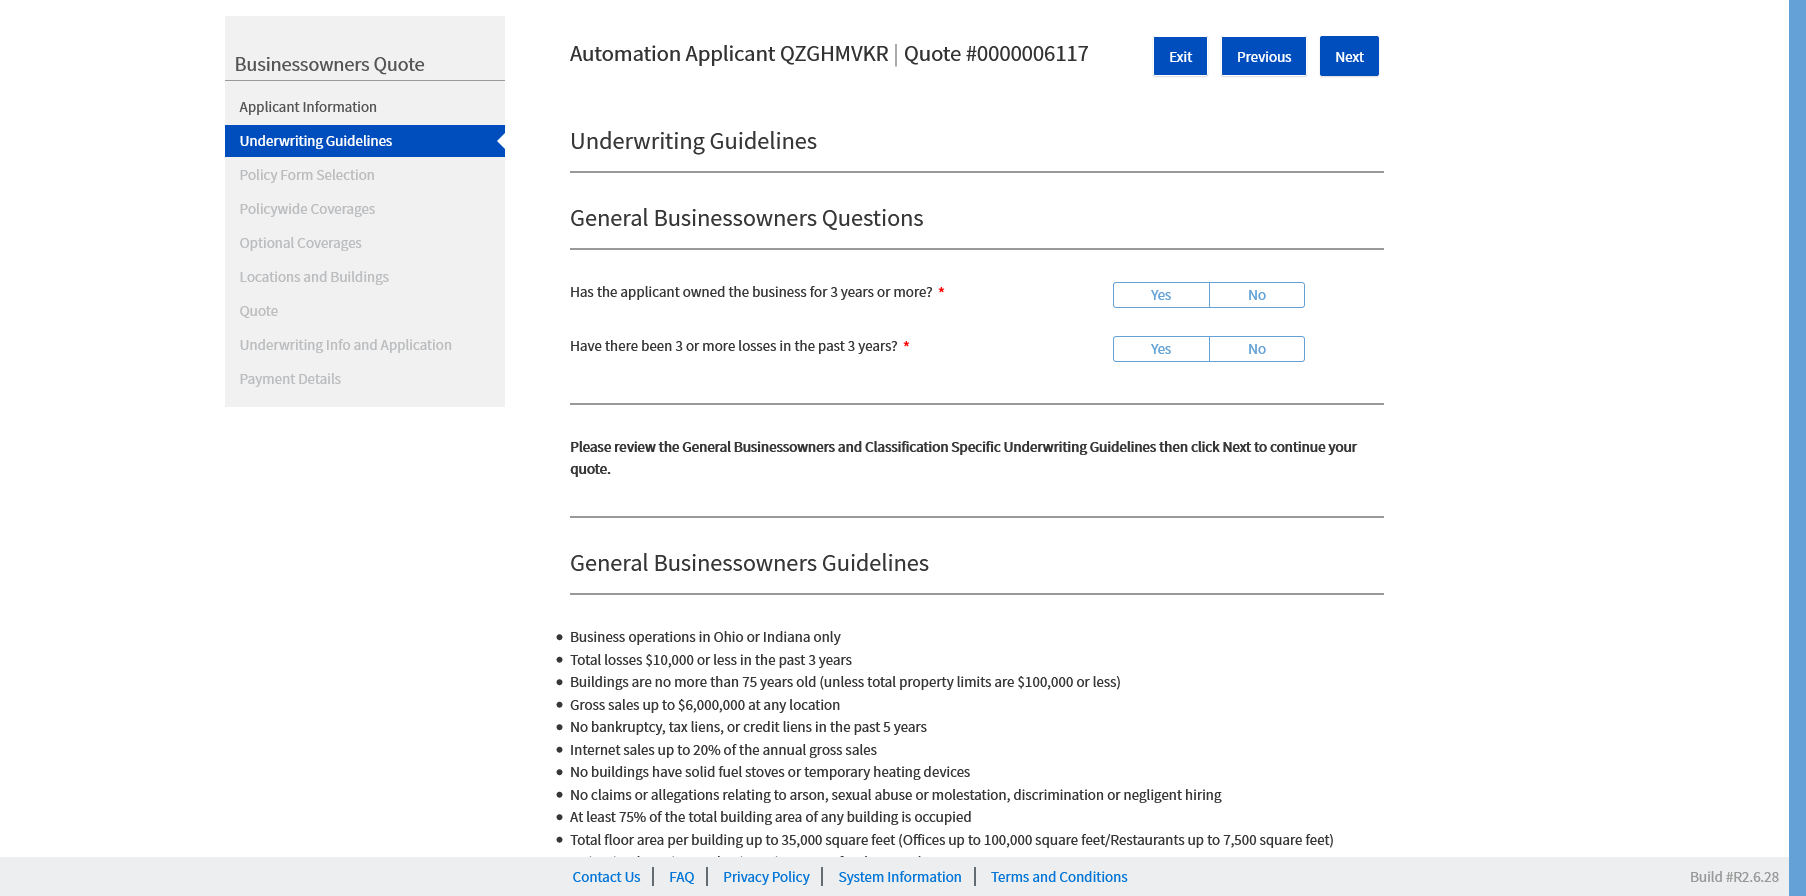 Businessowners Quote
Applicant Information
Underwriting Guidelines
Policy Form Selection
Policywide Coverages
Optional Coverages
Locations and Buildings
Quote
Underwriting Info and Application
Payment Details
Automation Applicant QZGHMVKR | Quote #0000006117
Exit
Previous
Next
Underwriting Guidelines
General Businessowners Questions
Has the applicant owned the business for 3 years or more? * Yes No
Have there been 3 or more losses in the past 3 years? * Yes No
Please review the General Businessowners and Classification Specific Underwriting Guidelines then click Next to continue your
quote.
General Businessowners Guidelines
• Business operations in Ohio or Indiana only
• Total losses $10,000 or less in the past 3 years
• Buildings are no more than 75 years old (unless total property limits are $100,000 or less)
• Gross sales up to $6,000,000 at any location
• No bankruptcy, tax liens, or credit liens in the past 5 years
• Internet sales up to 20% of the annual gross sales
• No buildings have solid fuel stoves or temporary heating devices
• No claims or allegations relating to arson, sexual abuse or molestation, discrimination or negligent hiring
• At least 75% of the total building area of any building is occupied
• Total floor area per building up to 35,000 square feet (Offices up to 100,000 square feet/Restaurants up to 7,500 square feet)
Contact Us | FAQ | Privacy Policy | System Information | Terms and Conditions
Build #R2.6.28